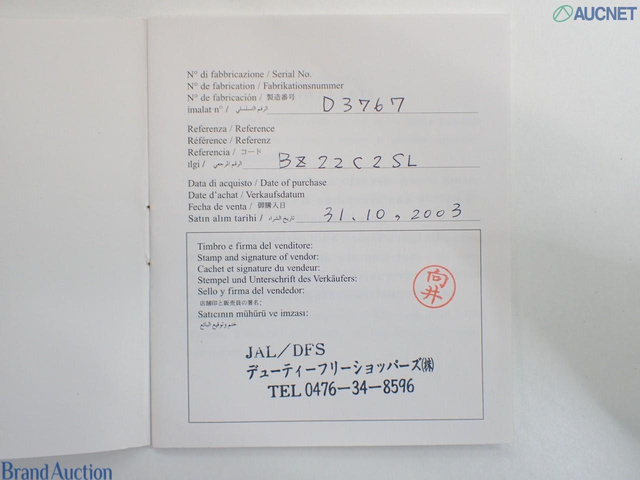 AUCNET
N° di fabbricazione / Serial No.
N° de fabrication / Fabrikationsnummer
N° de fabricación / 製造番号
imalat n° / الرقم التسلسلي D3767
Referenza / Reference
Référence / Referenz
Referencia / コード
ilgi / الرقم المرجعي BZ22C2SL
Data di acquisto / Date of purchase
Date d'achat / Verkaufsdatum
Fecha de venta / 御購入日
Satın alım tarihi / تاريخ الشراء 31.10,2003
Timbro e firma del venditore:
Stamp and signature of vendor:
Cachet et signature du vendeur:
Stempel und Unterschrift des Verkäufers:
Sello y firma del vendedor:
店舗印と販売員の署名:
Satıcının mühürü ve imzası:
ختم وتوقيع البائع
向井
JAL/DFS
デューティーフリーショッパーズ㈱
TEL 0476-34-8596
Brand Auction